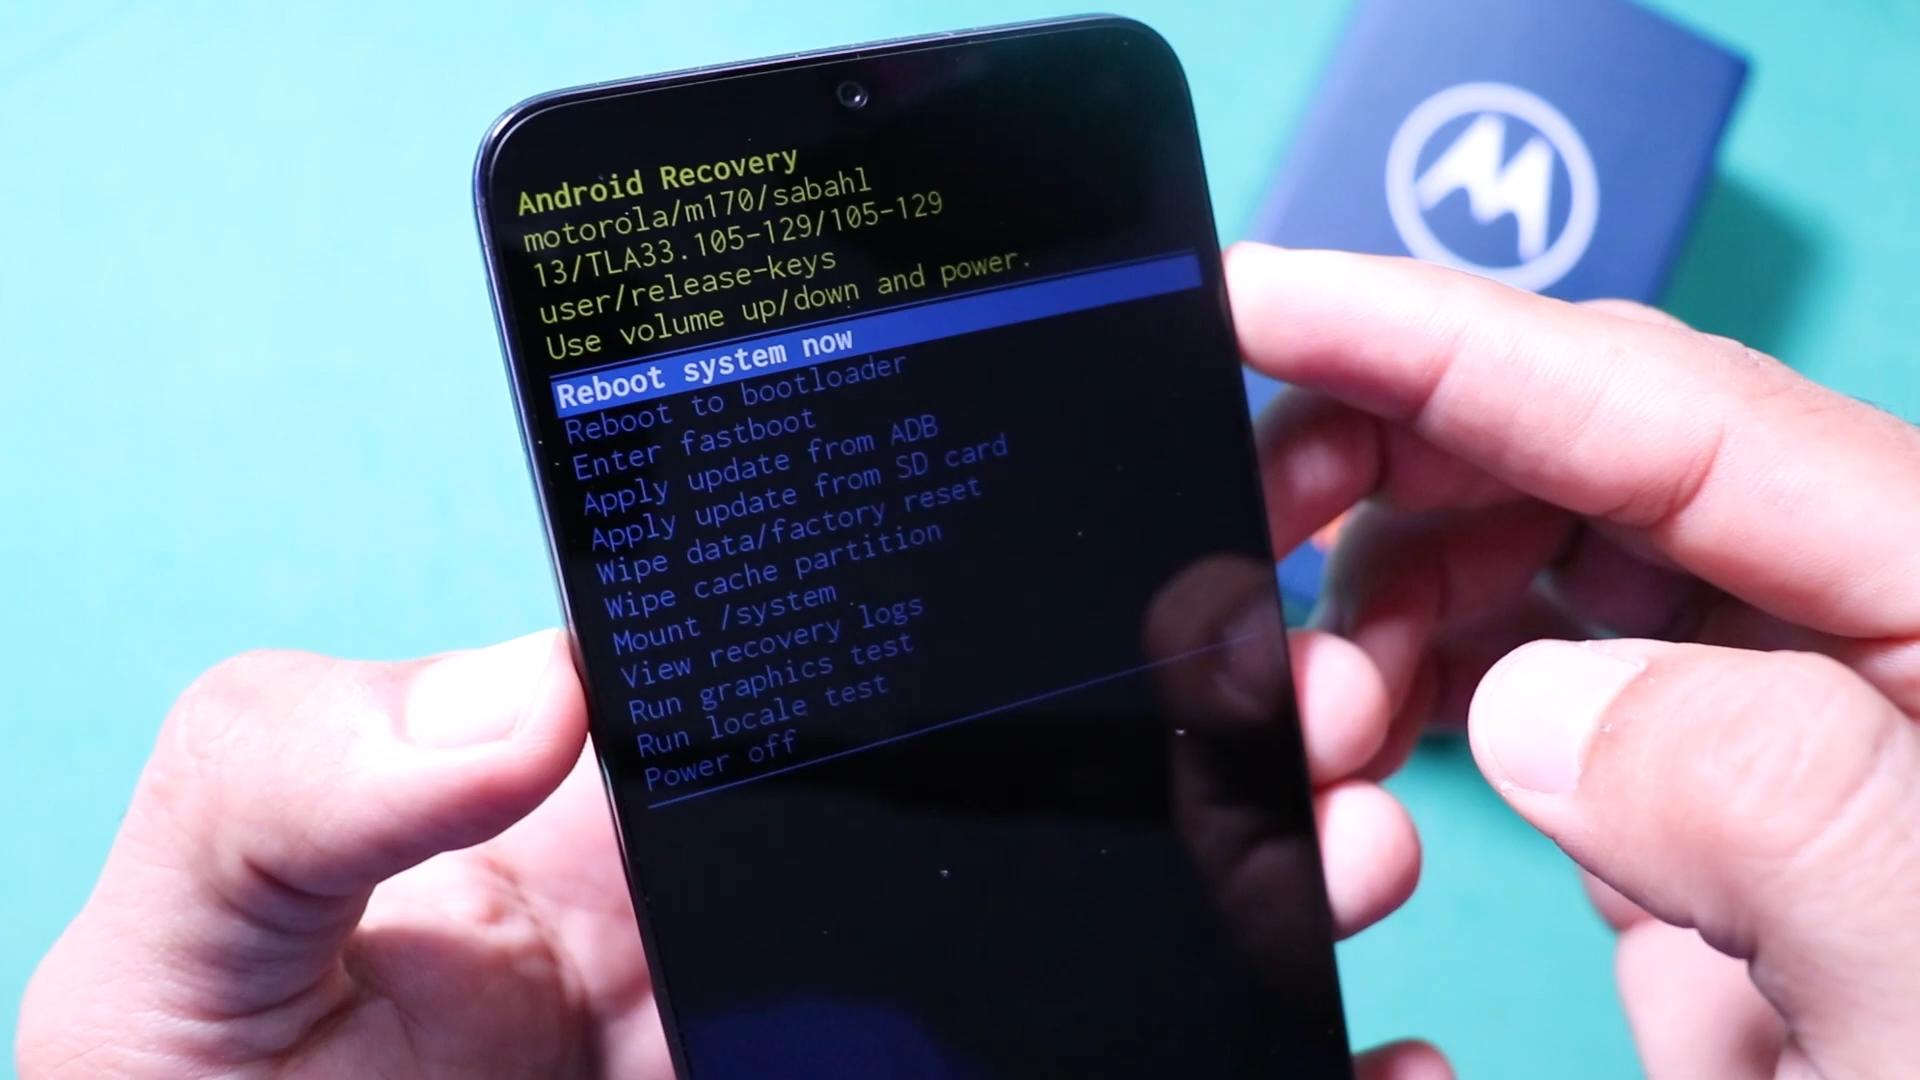 Android Recovery
motorola/m170/sabahl
13/TLA33.105-129/105-129
user/release-keys
Use volume up/down and power.
Reboot system now
Reboot to bootloader
Enter fastboot
Apply update from ADB
Apply update from SD card
Wipe data/factory reset
Wipe cache partition
Mount /system
View recovery logs
Run graphics test
Run locale test
Power off